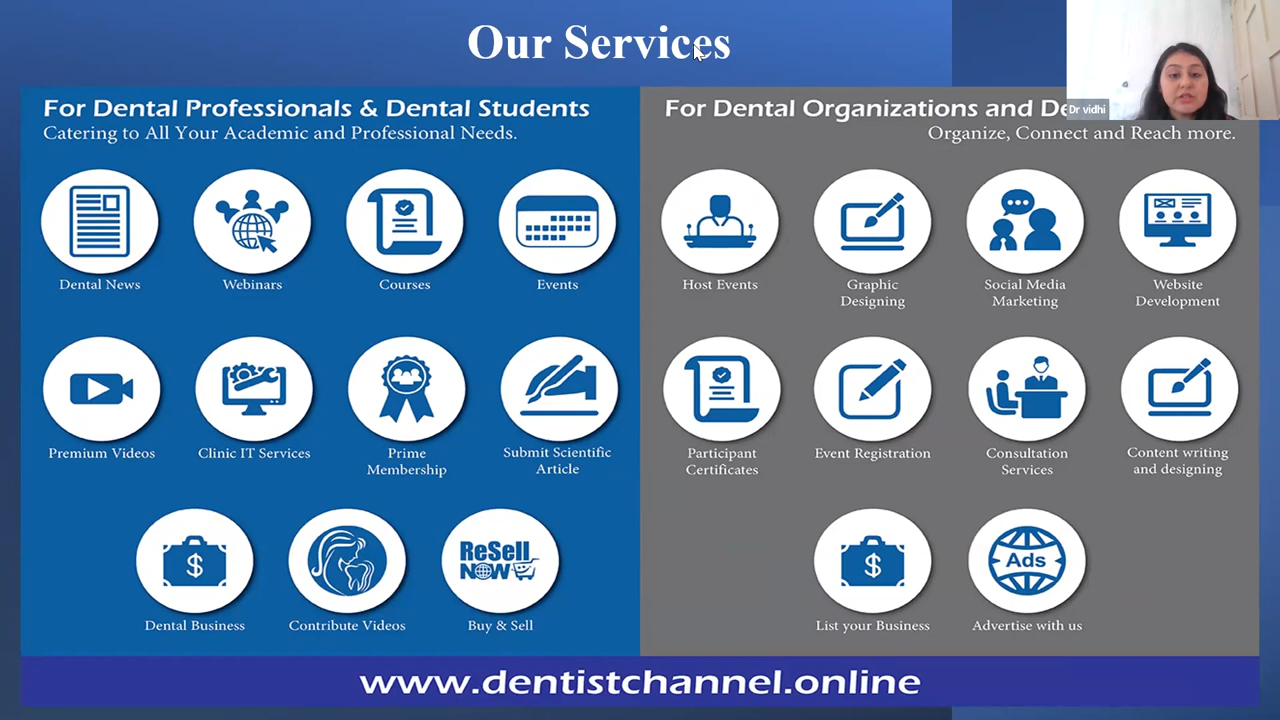 Our Services
Dr vidhi
For Dental Professionals & Dental Students
Catering to All Your Academic and Professional Needs.
For Dental Organizations and De
Organize, Connect and Reach more.
Dental News
Webinars
Courses
Events
Host Events
Graphic
Designing
Social Media
Marketing
Website
Development
Premium Videos
Clinic IT Services
Prime
Membership
Submit Scientific
Article
Participant
Certificates
Event Registration
Consultation
Services
Content writing
and designing
$
Dental Business
Contribute Videos
ReSell
NOW
Buy & Sell
$
List your Business
Ads
Advertise with us
www.dentistchannel.online